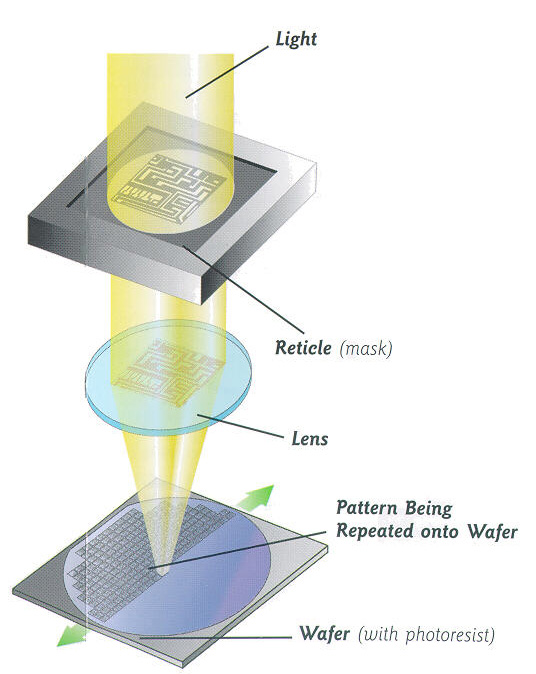 Light
Reticle (mask)
Lens
Pattern Being
Repeated onto Wafer
Wafer (with photoresist)